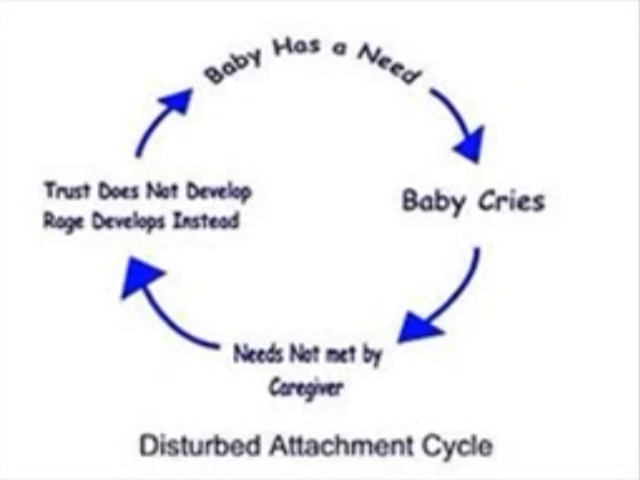 Baby Has a Need
Baby Cries
Needs Not met by
Caregiver
Trust Does Not Develop
Rage Develops Instead
Disturbed Attachment Cycle